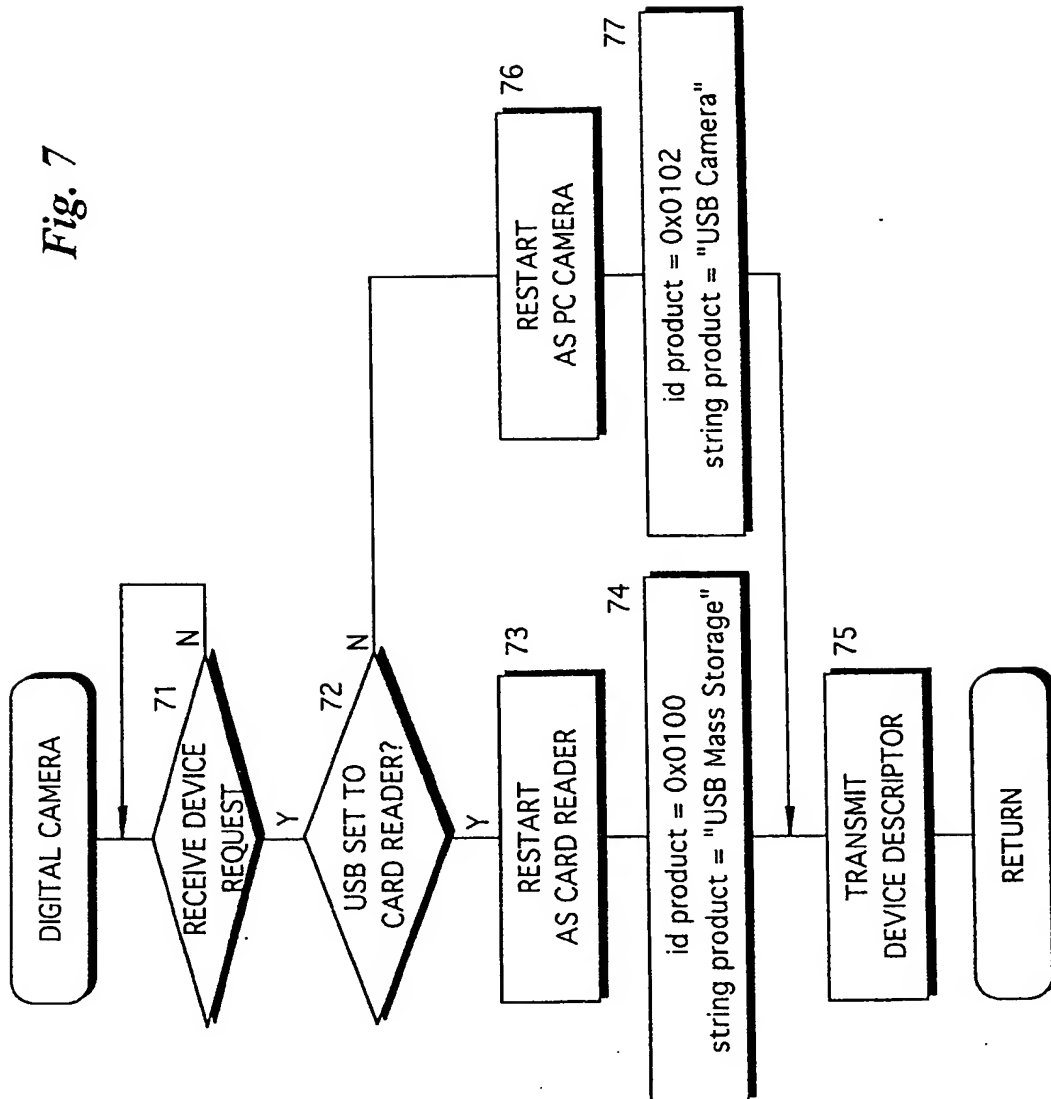 Fig. 7
DIGITAL CAMERA
71
RECEIVE DEVICE
REQUEST
N
Y
72
USB SET TO
CARD READER?
N
Y
73
RESTART
AS CARD READER
74
id product = 0x0100
string product = "USB Mass Storage"
76
RESTART
AS PC CAMERA
77
id product = 0x0102
string product = "USB Camera"
75
TRANSMIT
DEVICE DESCRIPTOR
RETURN